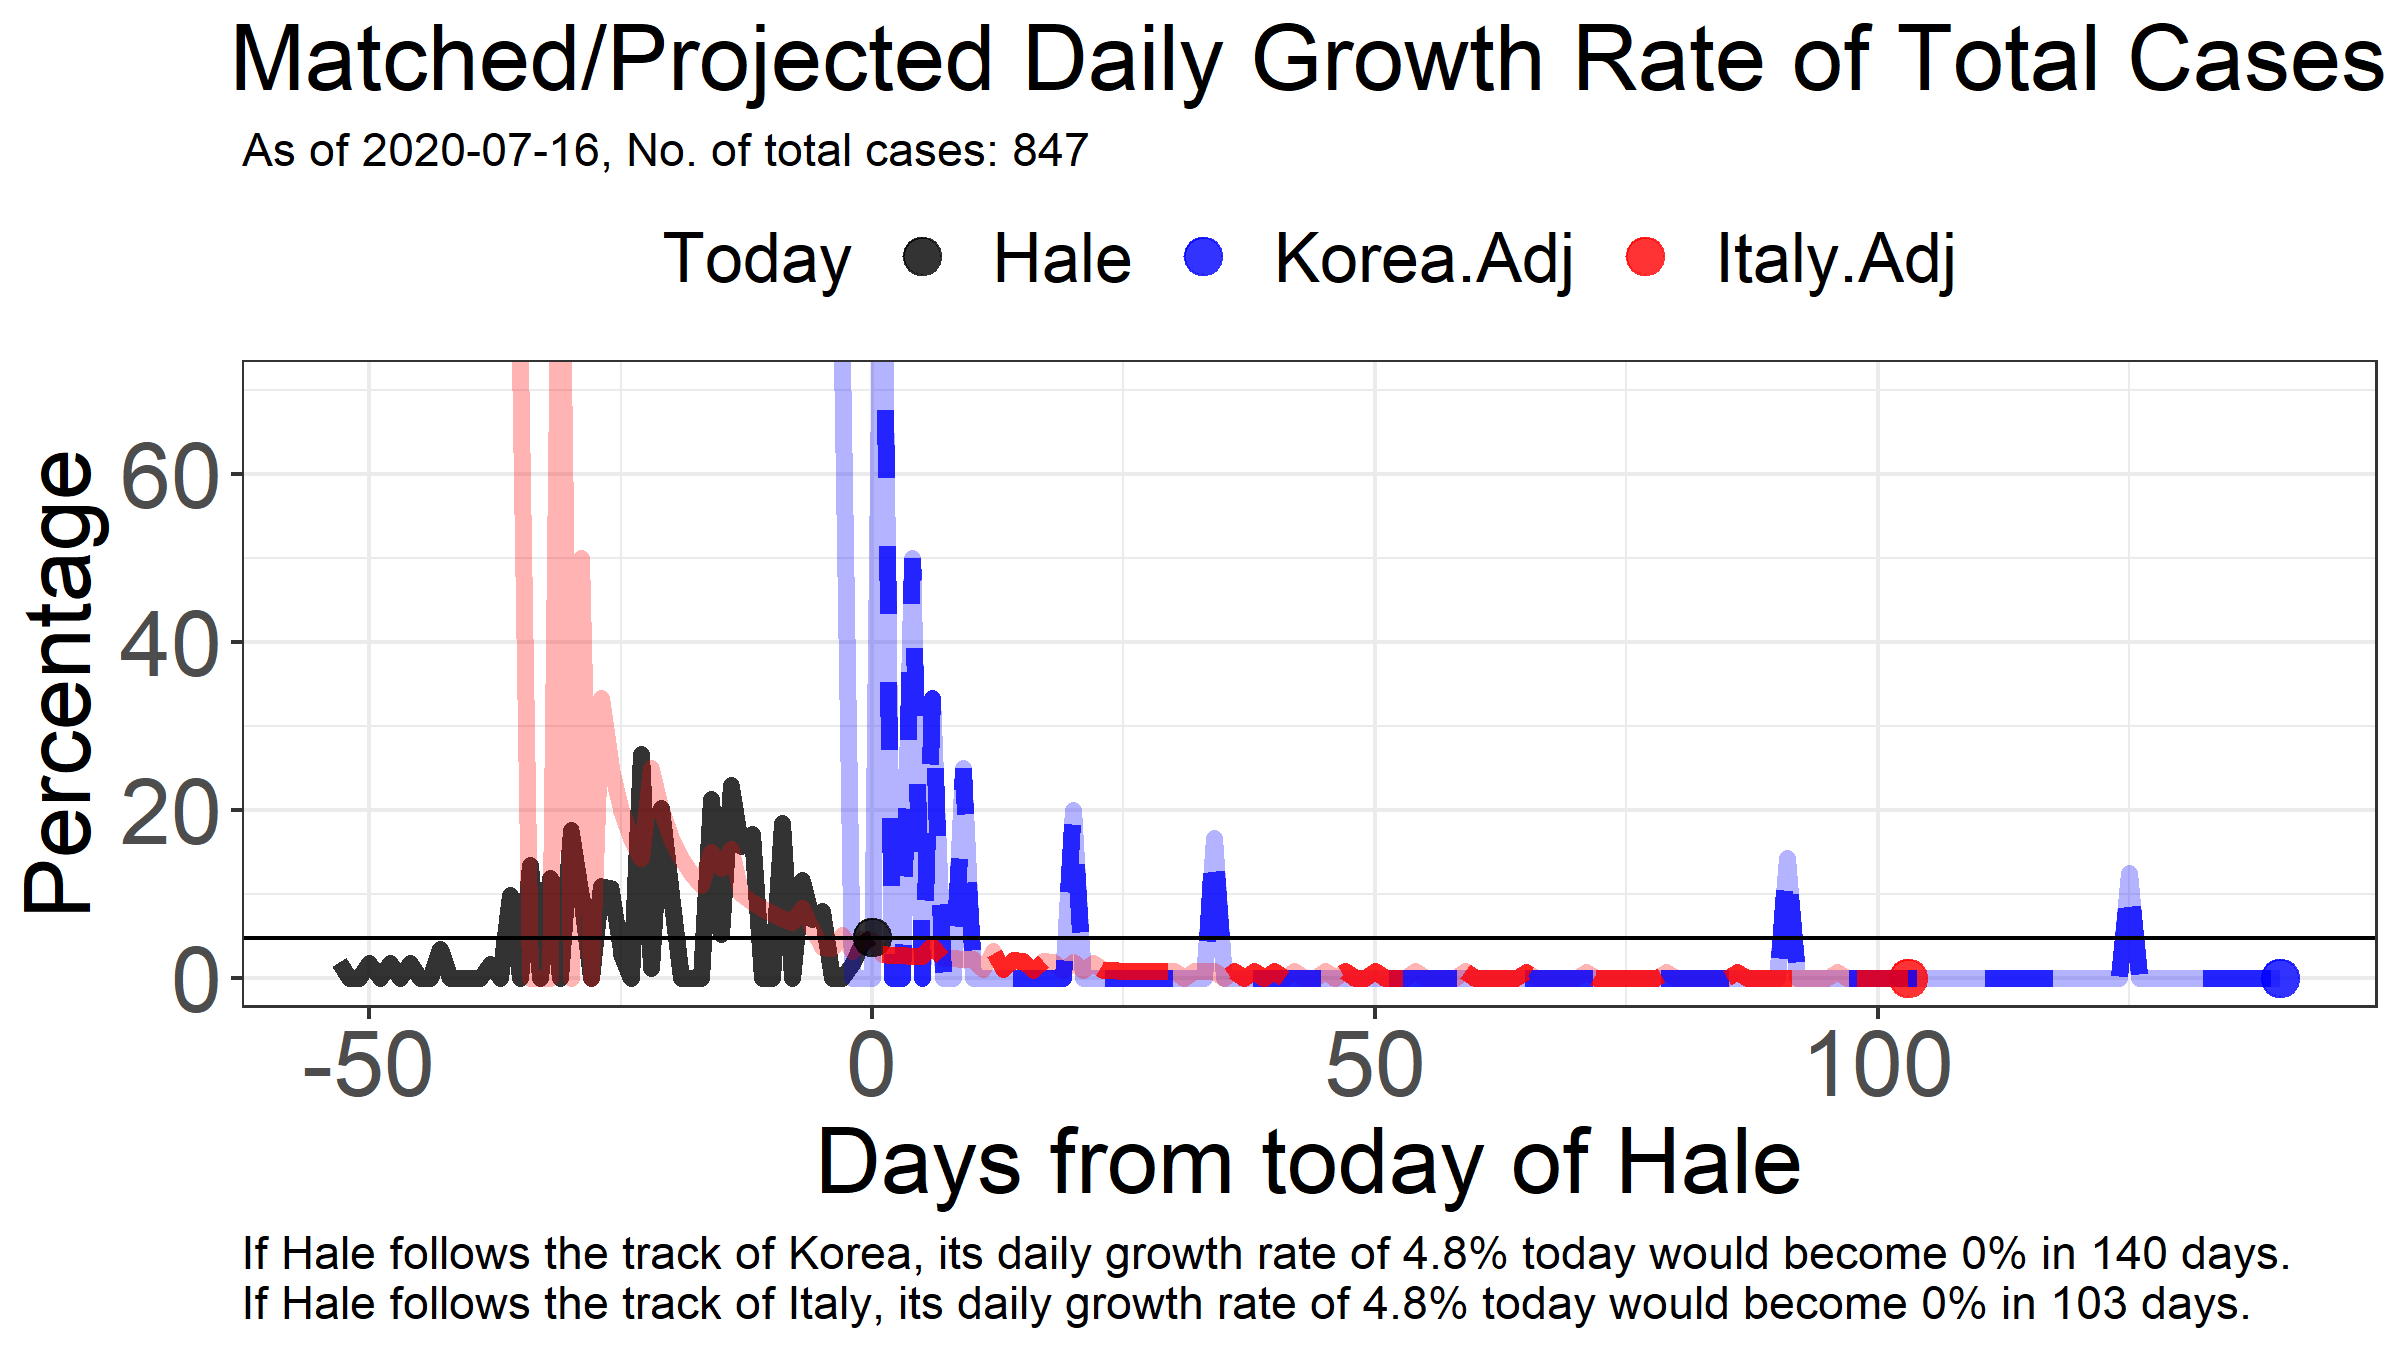 Matched/Projected Daily Growth Rate of Total Cases
As of 2020-07-16, No. of total cases: 847
Today Hale Korea.Adj Italy.Adj
Percentage
60
40
20
0
-50 0 50 100
Days from today of Hale
If Hale follows the track of Korea, its daily growth rate of 4.8% today would become 0% in 140 days.
If Hale follows the track of Italy, its daily growth rate of 4.8% today would become 0% in 103 days.